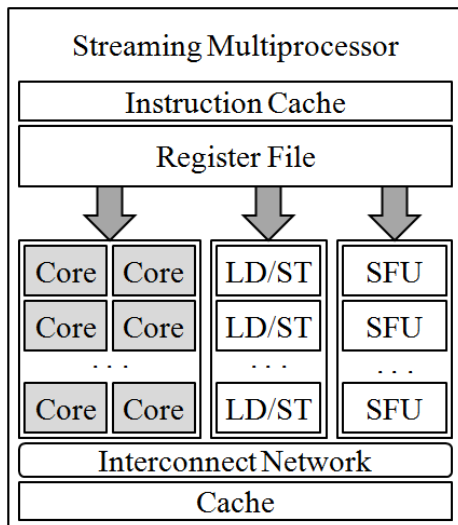 Streaming Multiprocessor
Instruction Cache
Register File
Core Core LD/ST SFU
Core Core LD/ST SFU
... ... ...
Core Core LD/ST SFU
Interconnect Network
Cache